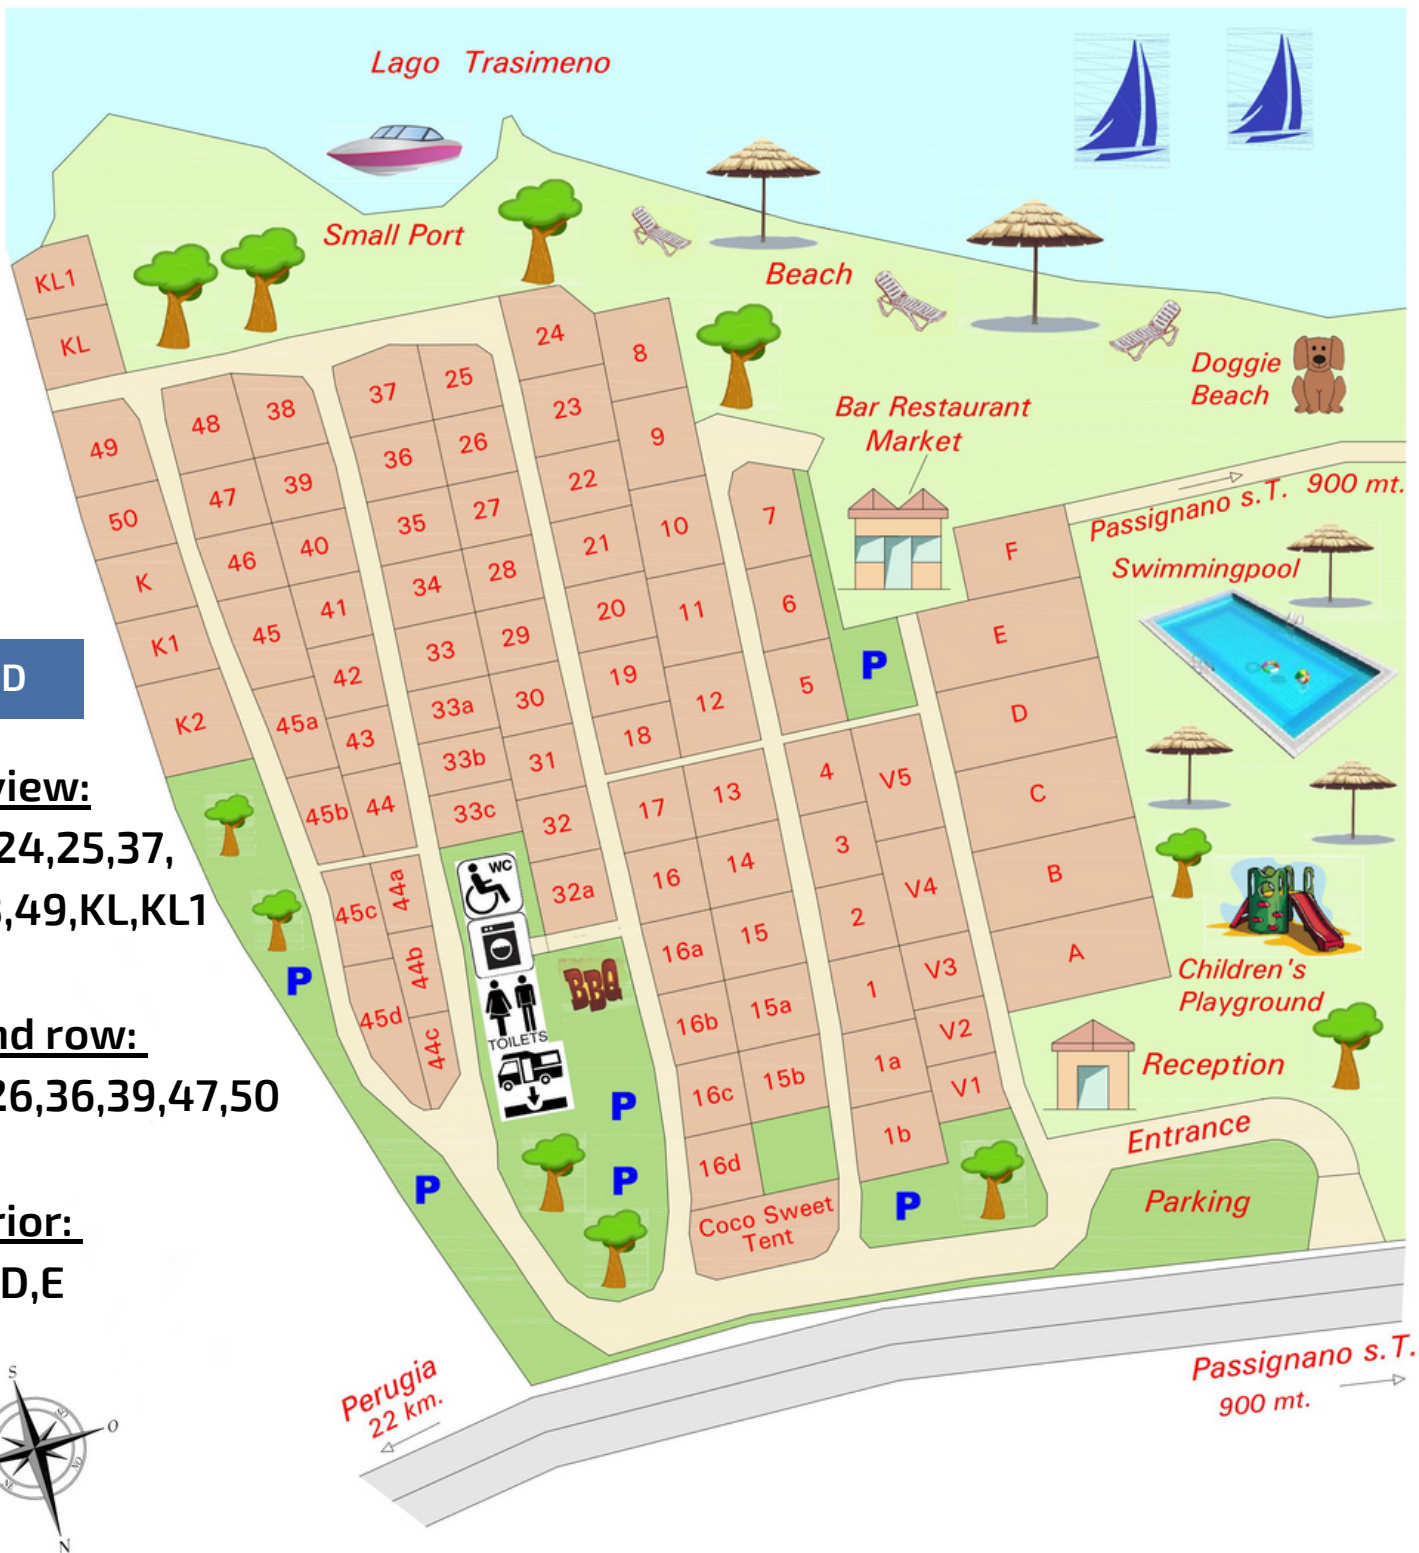 Lago Trasimeno
Small Port
Beach
Doggie
Beach
Bar Restaurant
Market
Passignano s.T. 900 mt.
Swimmingpool
KL1
KL
49
50
K
K1
K2
48
38
47
39
46
40
45
41
42
45a
43
45b
44
45c
44a
44b
45d
44c
37
25
36
26
35
27
34
28
33
29
33a
30
33b
31
33c
32
32a
24
8
23
9
22
21
10
20
11
19
12
18
7
6
5
P
F
E
D
C
B
A
17
13
16
14
16a
15
16b
15a
16c
15b
16d
Coco Sweet
Tent
4
V5
3
V4
2
V3
1
V2
1a
V1
1b
P
WC
BBQ
TOILETS
P
P
P
P
Children's
Playground
Reception
Entrance
Parking
Perugia
22 km.
Passignano s.T.
900 mt.
D
view:
24,25,37,
,49,KL,KL1
nd row:
26,36,39,47,50
rior:
D,E
S
SO
O
NO
N